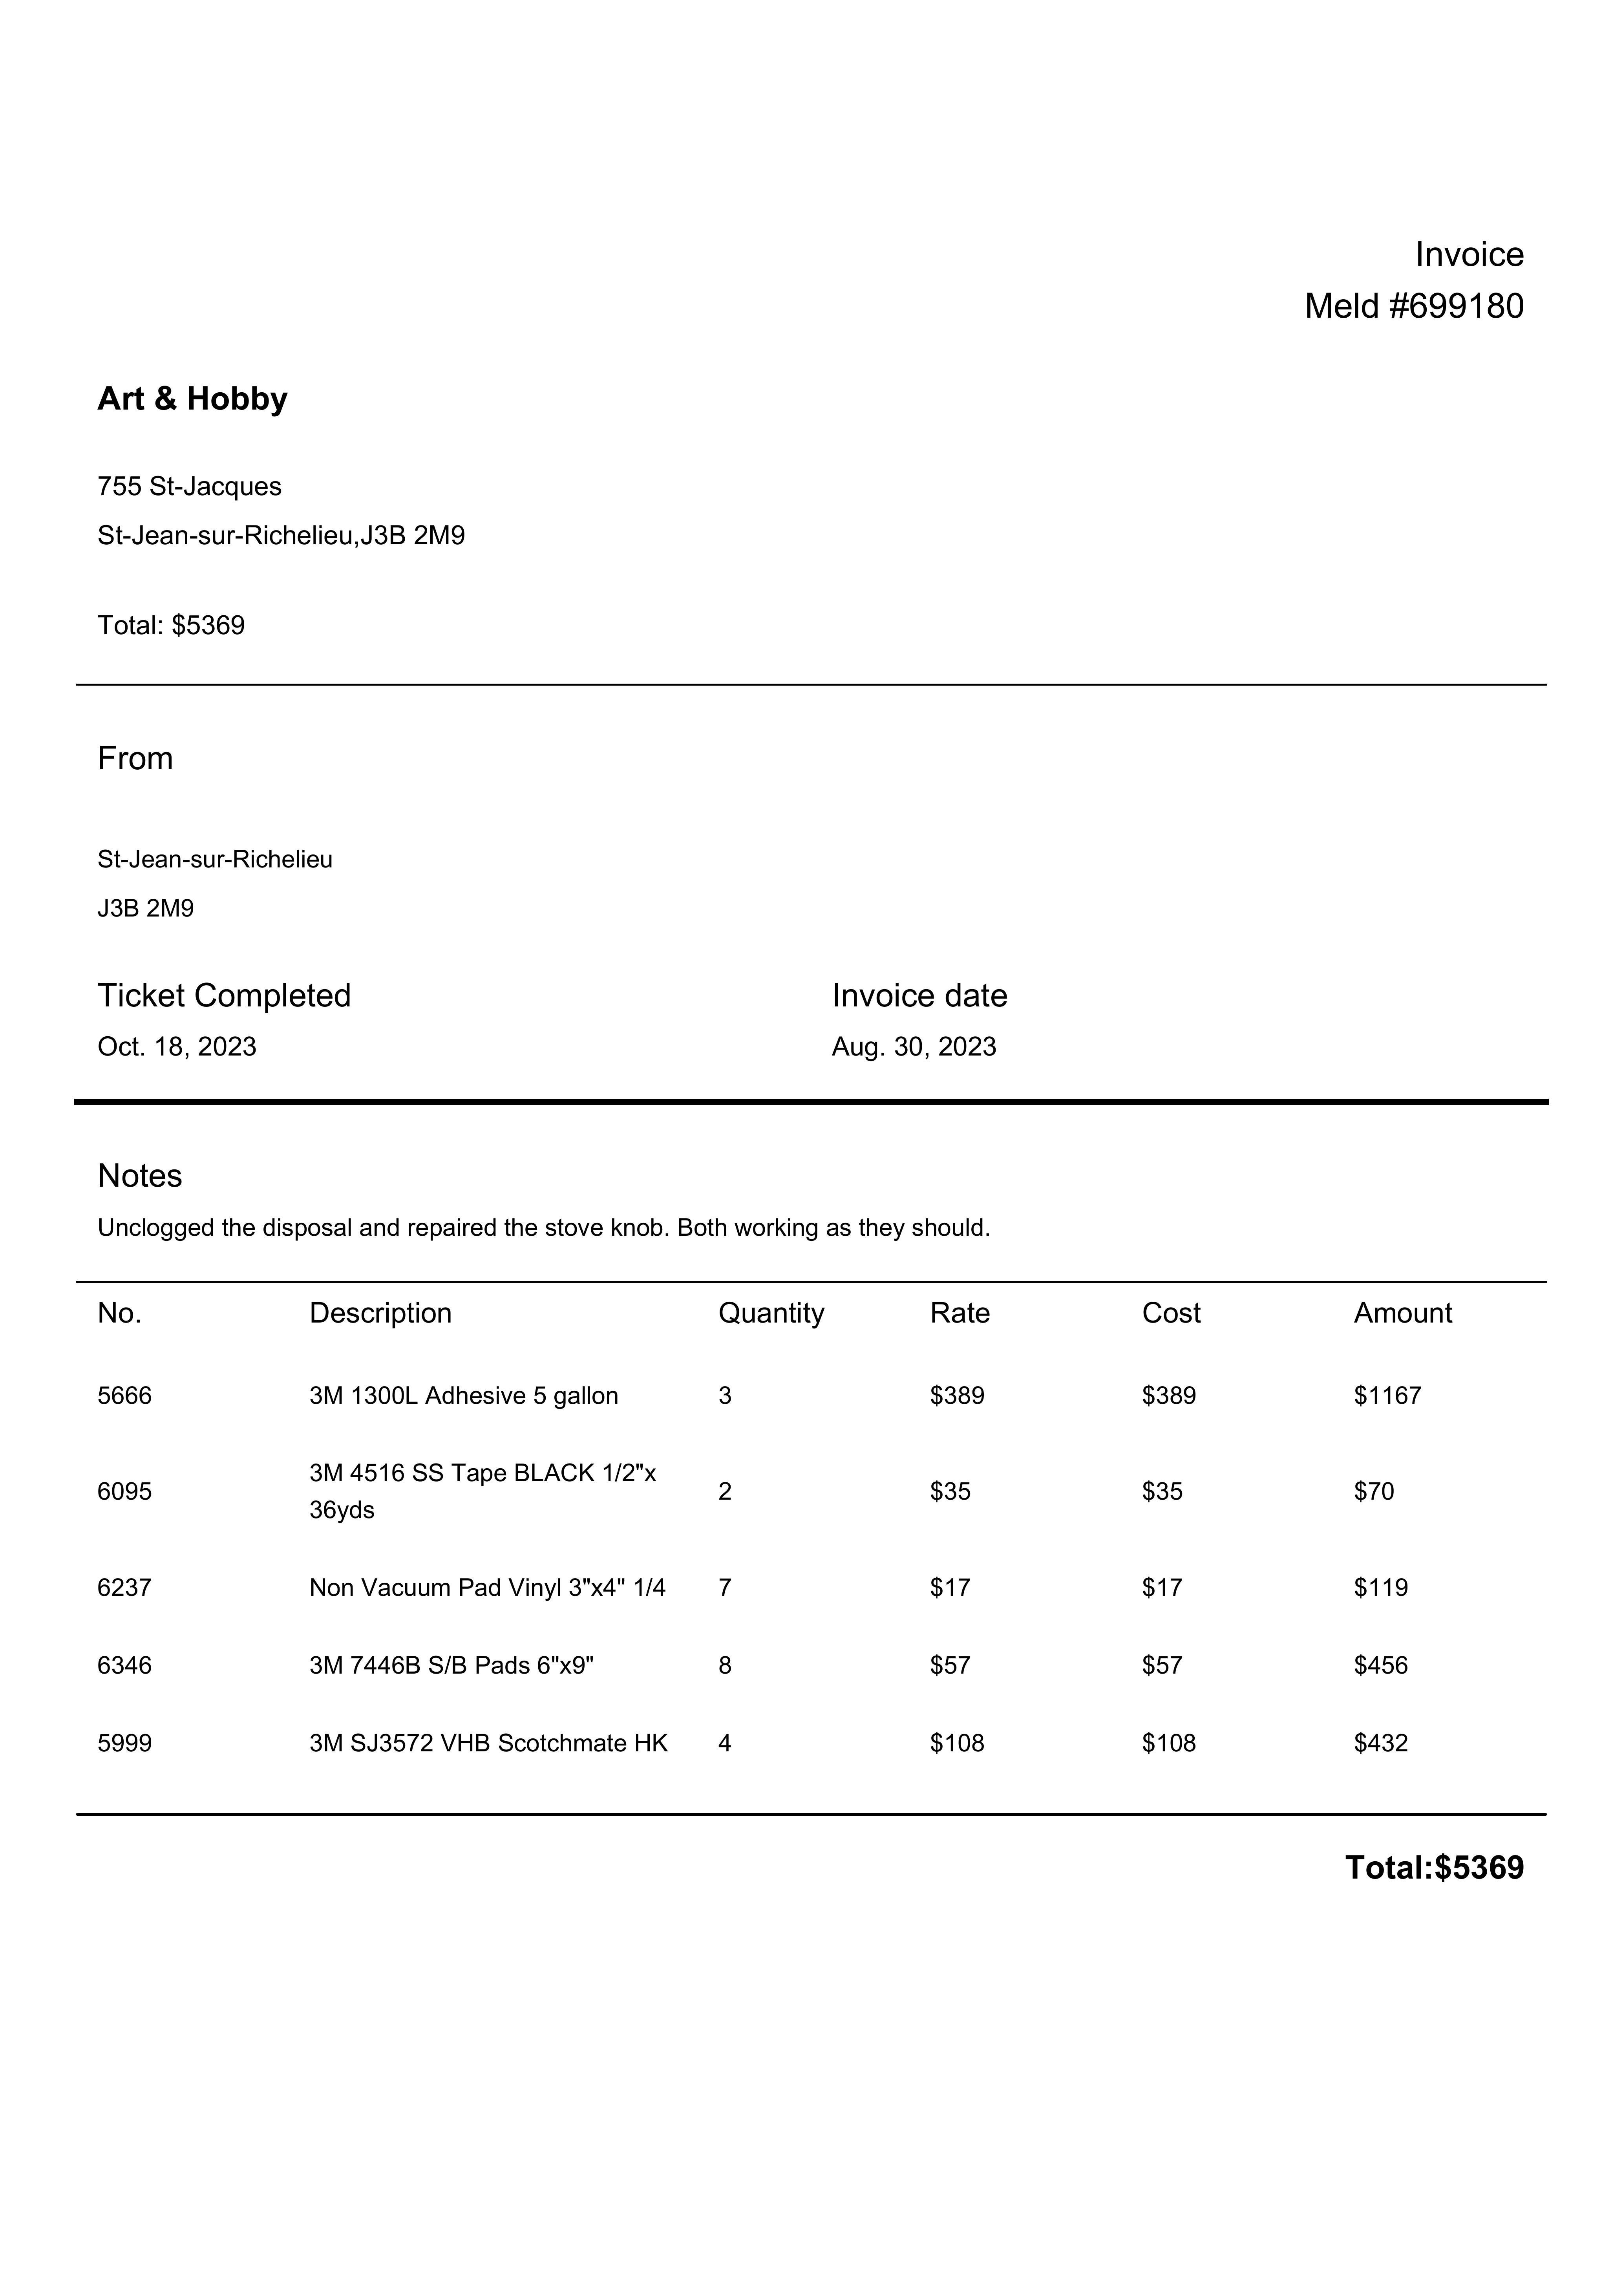 Invoice
Meld #699180
Art & Hobby
755 St-Jacques
St-Jean-sur-Richelieu,J3B 2M9
Total: $5369
From
St-Jean-sur-Richelieu
J3B 2M9
Ticket Completed Invoice date
Oct. 18, 2023 Aug. 30, 2023
Notes
Unclogged the disposal and repaired the stove knob. Both working as they should.
No. Description Quantity Rate Cost Amount
5666 3M 1300L Adhesive 5 gallon 3 $389 $389 $1167
6095 3M 4516 SS Tape BLACK 1/2"x 2 $35 $35 $70
36yds
6237 Non Vacuum Pad Vinyl 3"x4" 1/4 7 $17 $17 $119
6346 3M 7446B S/B Pads 6"x9" 8 $57 $57 $456
5999 3M SJ3572 VHB Scotchmate HK 4 $108 $108 $432
Total:$5369